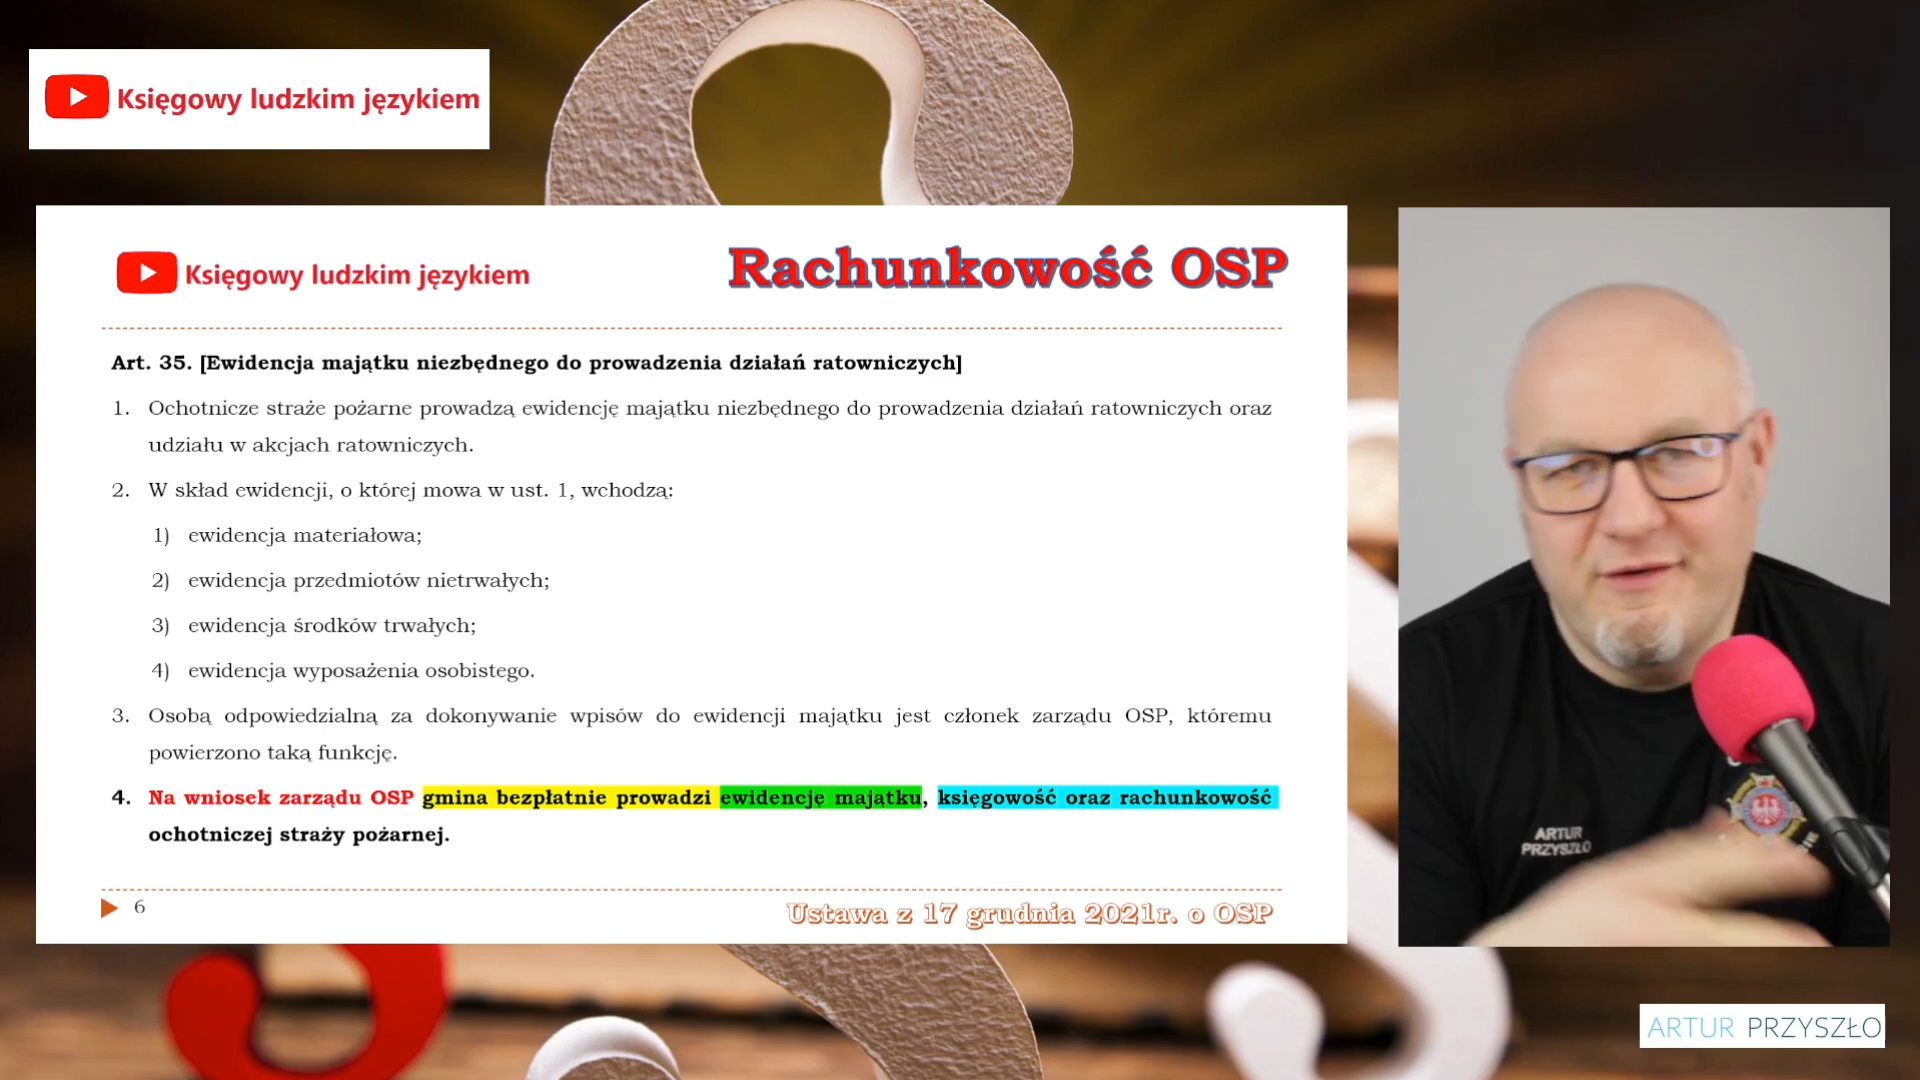 Księgowy ludzkim językiem
Księgowy ludzkim językiem
Rachunkowość OSP
Art. 35. [Ewidencja majątku niezbędnego do prowadzenia działań ratowniczych]
1. Ochotnicze straże pożarne prowadzą ewidencję majątku niezbędnego do prowadzenia działań ratowniczych oraz
udziału w akcjach ratowniczych.
2. W skład ewidencji, o której mowa w ust. 1, wchodzą:
1) ewidencja materiałowa;
2) ewidencja przedmiotów nietrwałych;
3) ewidencja środków trwałych;
4) ewidencja wyposażenia osobistego.
3. Osobą odpowiedzialną za dokonywanie wpisów do ewidencji majątku jest członek zarządu OSP, któremu
powierzono taką funkcję.
4. Na wniosek zarządu OSP gmina bezpłatnie prowadzi ewidencję majątku, księgowość oraz rachunkowość
ochotniczej straży pożarnej.
6
Ustawa z 17 grudnia 2021r. o OSP
ARTUR
PRZYSZŁO
ARTUR PRZYSZŁO